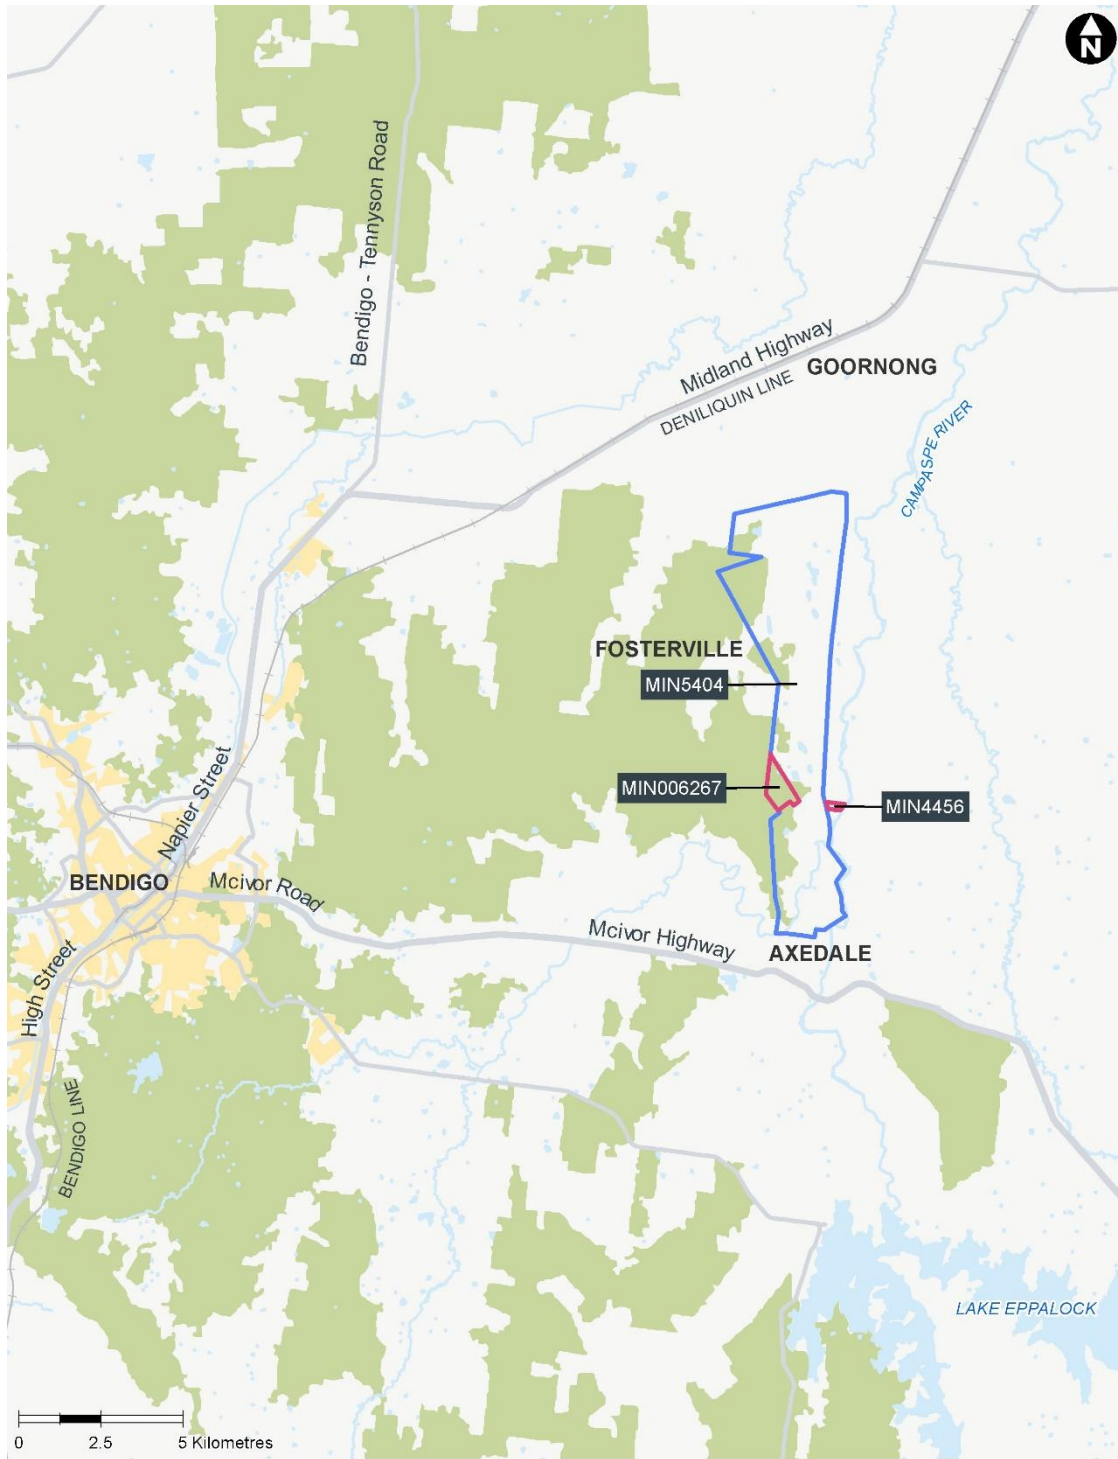 N
Bendigo - Tennyson Road
Midland Highway
GOORNONG
DENILIQUIN LINE
CAMPASPE RIVER
FOSTERVILLE
MIN5404
MIN006267
MIN4456
Napier Street
BENDIGO
Mcivor Road
Mcivor Highway
AXEDALE
High Street
BENDIGO LINE
LAKE EPPALOCK
0 2.5 5 Kilometres